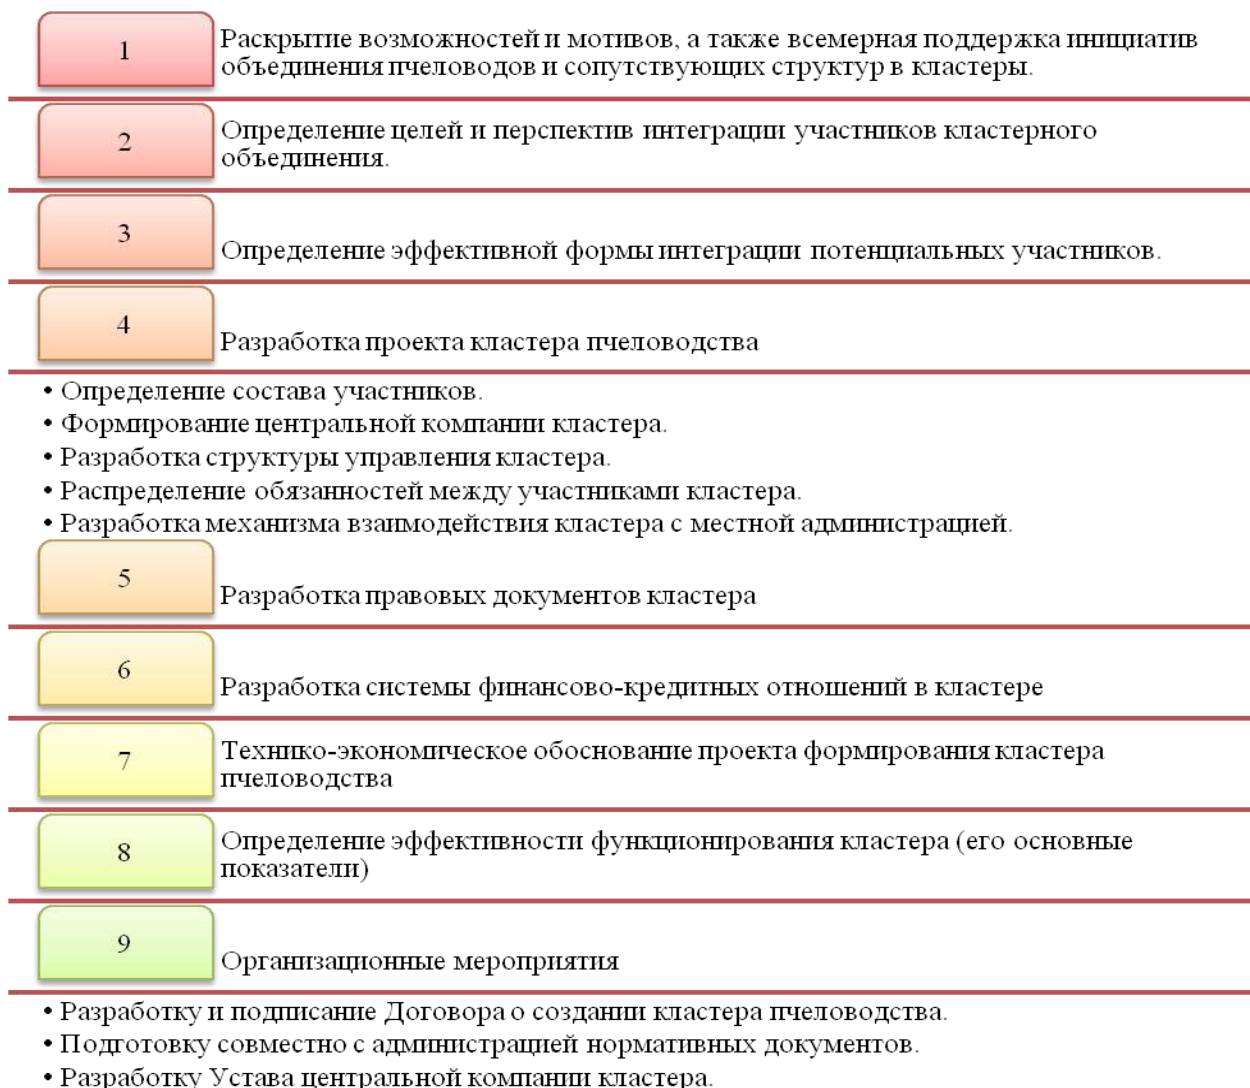 1
Раскрытие возможностей и мотивов, а также всемерная поддержка инициатив
объединения пчеловодов и сопутствующих структур в кластеры.
2
Определение целей и перспектив интеграции участников кластерного
объединения.
3
Определение эффективной формы интеграции потенциальных участников.
4
Разработка проекта кластера пчеловодства
• Определение состава участников.
• Формирование центральной компании кластера.
• Разработка структуры управления кластера.
• Распределение обязанностей между участниками кластера.
• Разработка механизма взаимодействия кластера с местной администрацией.
5
Разработка правовых документов кластера
6
Разработка системы финансово-кредитных отношений в кластере
7
Технико-экономическое обоснование проекта формирования кластера
пчеловодства
8
Определение эффективности функционирования кластера (его основные
показатели)
9
Организационные мероприятия
• Разработку и подписание Договора о создании кластера пчеловодства.
• Подготовку совместно с администрацией нормативных документов.
• Разработку Устава центральной компании кластера.